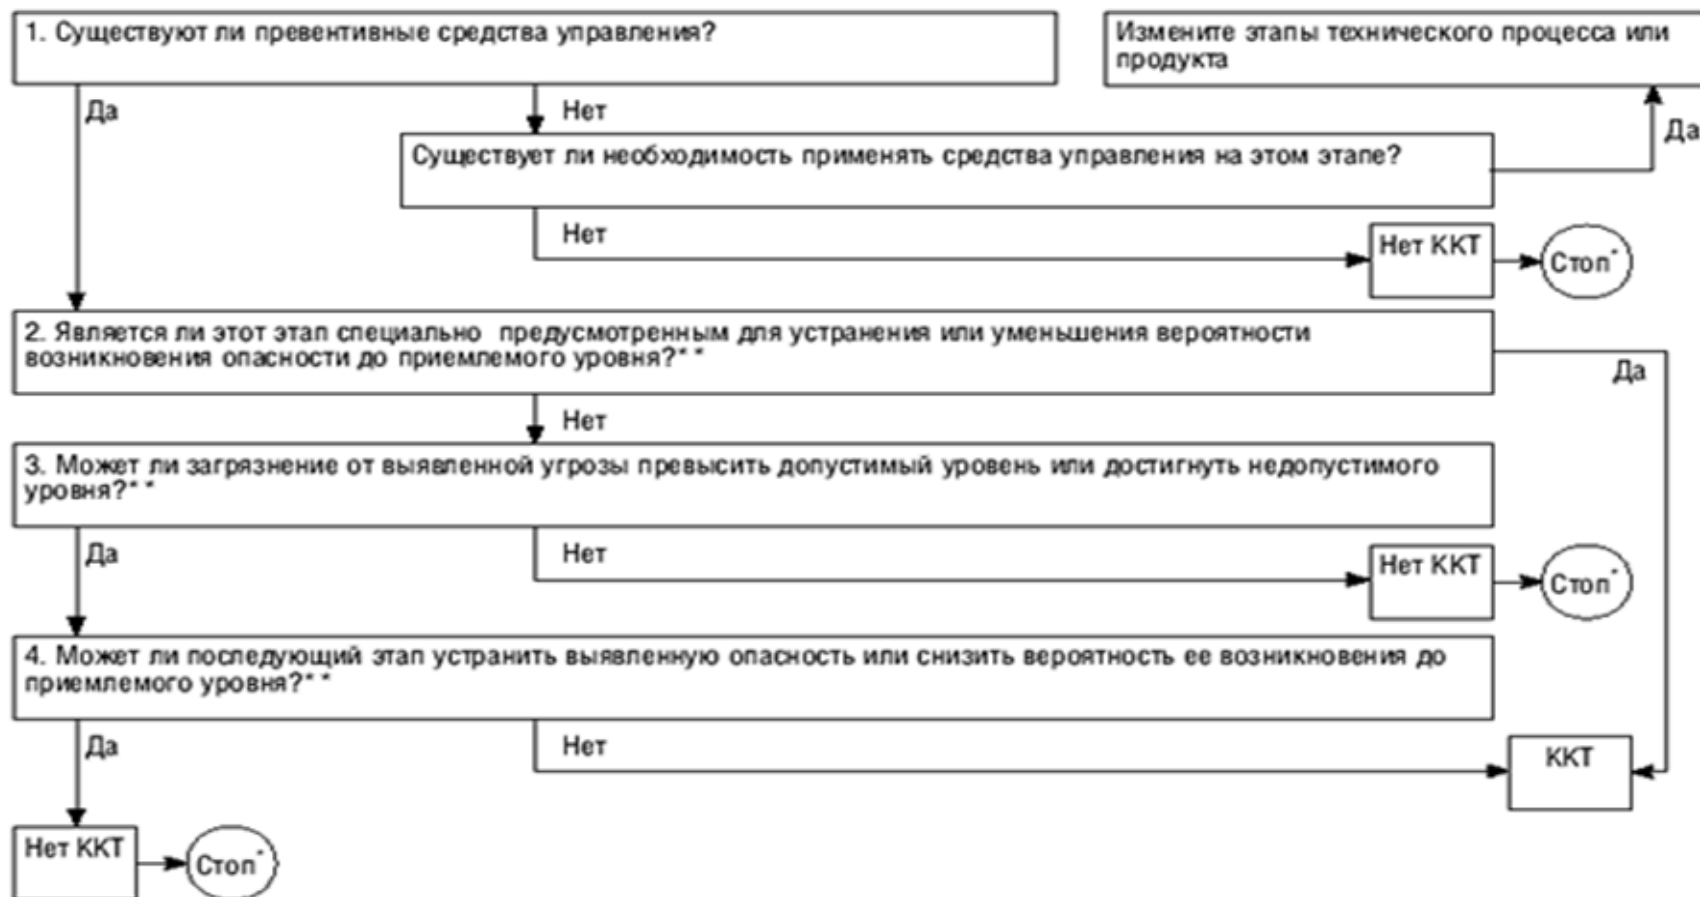 1. Существуют ли превентивные средства управления?
Измените этапы технического процесса или
продукта
Да
Нет
Да
Существует ли необходимость применять средства управления на этом этапе?
Нет
Нет ККТ
Стоп*
2. Является ли этот этап специально предусмотренным для устранения или уменьшения вероятности
возникновения опасности до приемлемого уровня?**
Да
Нет
3. Может ли загрязнение от выявленной угрозы превысить допустимый уровень или достигнуть недопустимого
уровня?**
Да
Нет
Нет ККТ
Стоп*
4. Может ли последующий этап устранить выявленную опасность или снизить вероятность ее возникновения до
приемлемого уровня?**
Да
Нет
ККТ
Нет ККТ
Стоп*